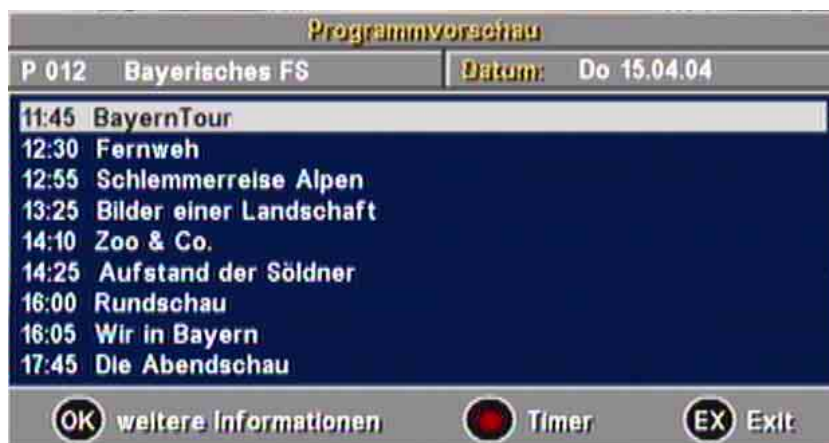 Programmvorschau
P 012 Bayerisches FS Datum: Do 15.04.04
11:45 BayernTour
12:30 Fernweh
12:55 Schlemmerreise Alpen
13:25 Bilder einer Landschaft
14:10 Zoo & Co.
14:25 Aufstand der Söldner
16:00 Rundschau
16:05 Wir in Bayern
17:45 Die Abendschau
OK weitere Informationen Timer EX Exit